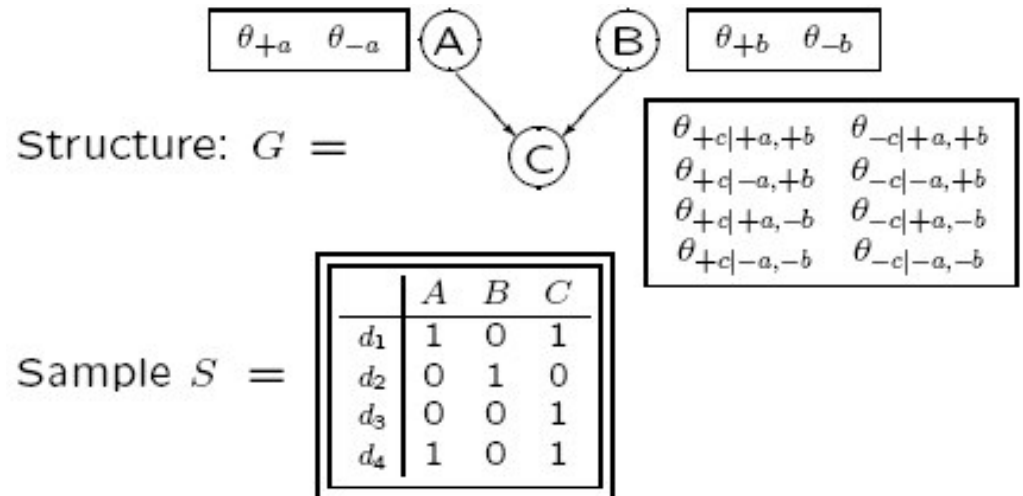 θ+a θ−a A B θ+b θ−b
Structure: G = C
θ+c|+a,+b θ−c|+a,+b
θ+c|−a,+b θ−c|−a,+b
θ+c|+a,−b θ−c|+a,−b
θ+c|−a,−b θ−c|−a,−b
Sample S =
A B C
d1 1 0 1
d2 0 1 0
d3 0 0 1
d4 1 0 1